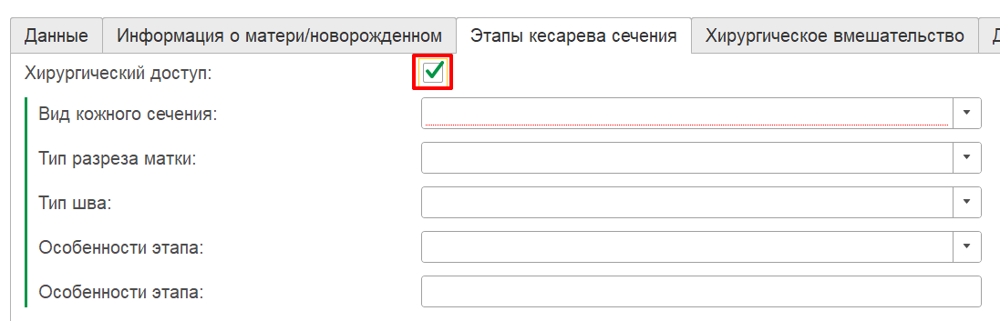 Данные Информация о матери/новорожденном Этапы кесарева сечения Хирургическое вмешательство
Хирургический доступ:
Вид кожного сечения:
Тип разреза матки:
Тип шва:
Особенности этапа:
Особенности этапа: